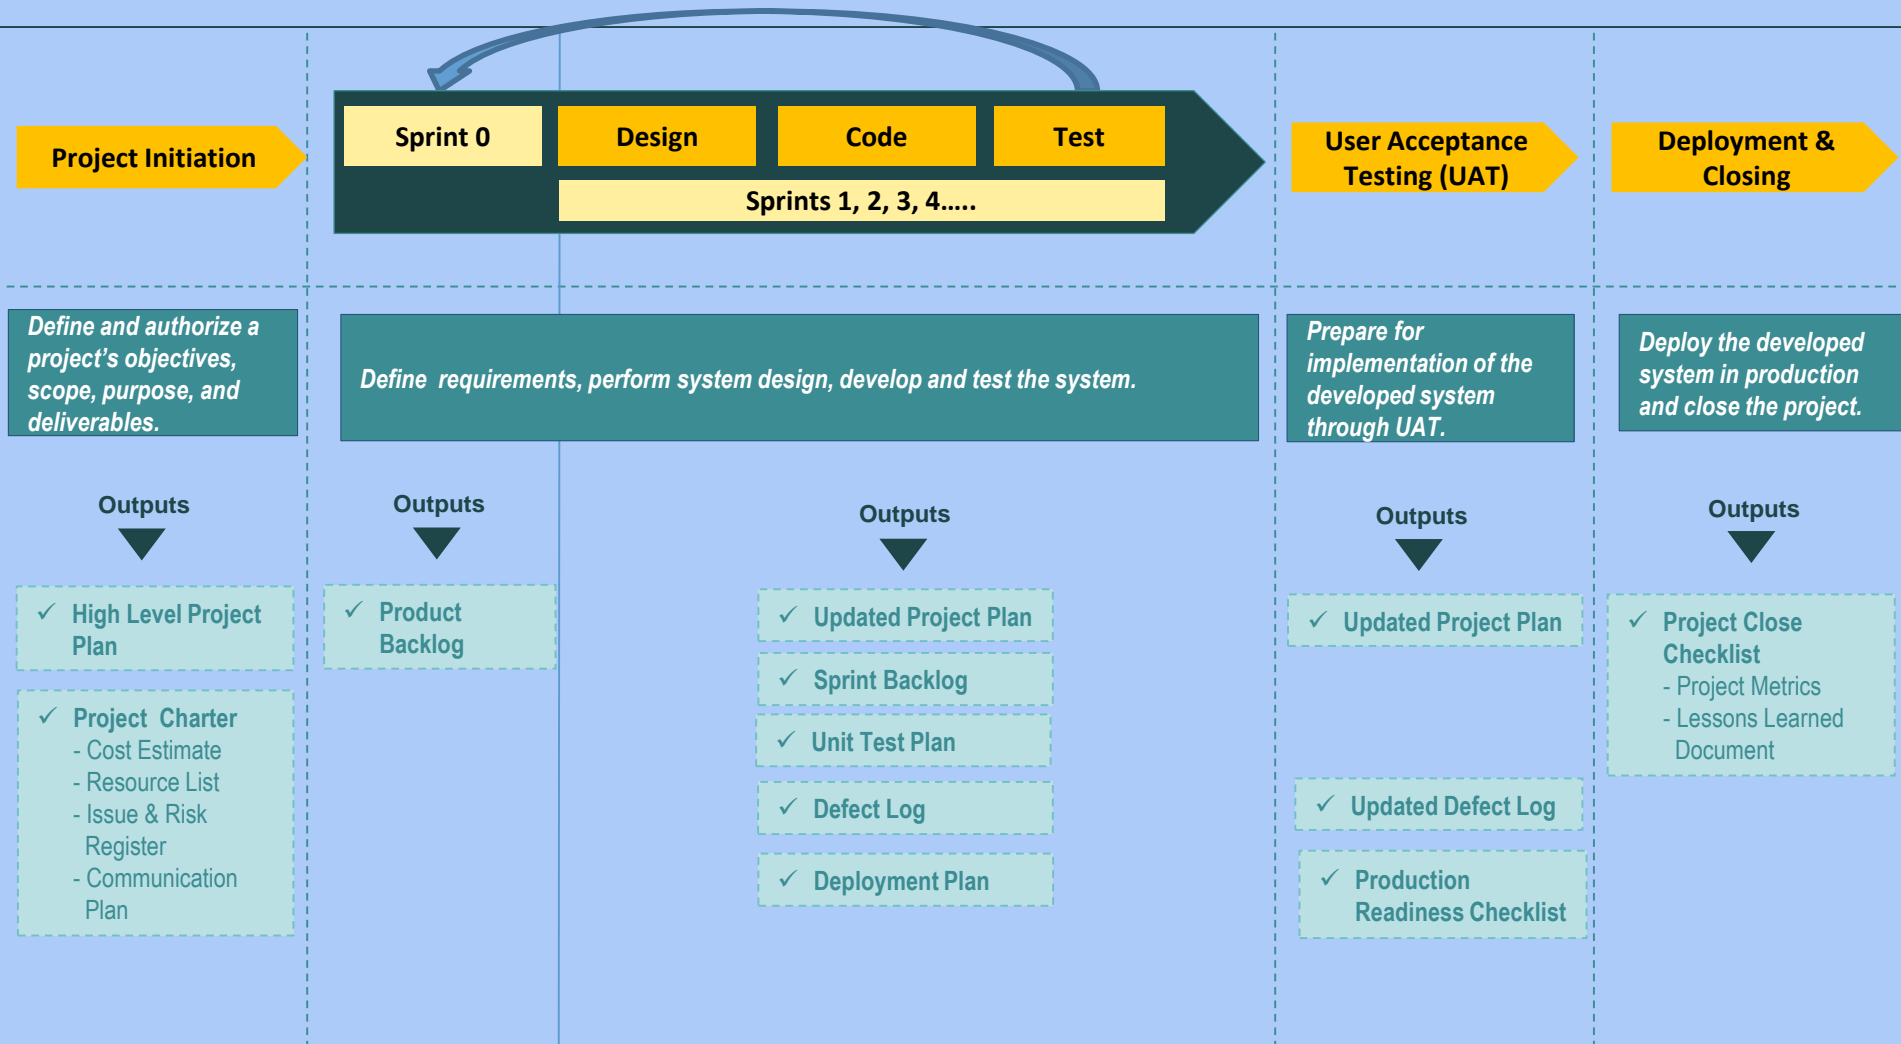 Project Initiation
Sprint 0
Design
Code
Test
Sprints 1, 2, 3, 4.....
User Acceptance
Testing (UAT)
Deployment &
Closing
Define and authorize a
project’s objectives,
scope, purpose, and
deliverables.
Define  requirements, perform system design, develop and test the system.
Prepare for
implementation of the
developed system
through UAT.
Deploy the developed
system in production
and close the project.
Outputs
✓ High Level Project
Plan
✓ Project  Charter
- Cost Estimate
- Resource List
- Issue & Risk
Register
- Communication
Plan
Outputs
✓ Product
Backlog
Outputs
✓ Updated Project Plan
✓ Sprint Backlog
✓ Unit Test Plan
✓ Defect Log
✓ Deployment Plan
Outputs
✓ Updated Project Plan
✓ Updated Defect Log
✓ Production
Readiness Checklist
Outputs
✓ Project Close
Checklist
- Project Metrics
- Lessons Learned
Document